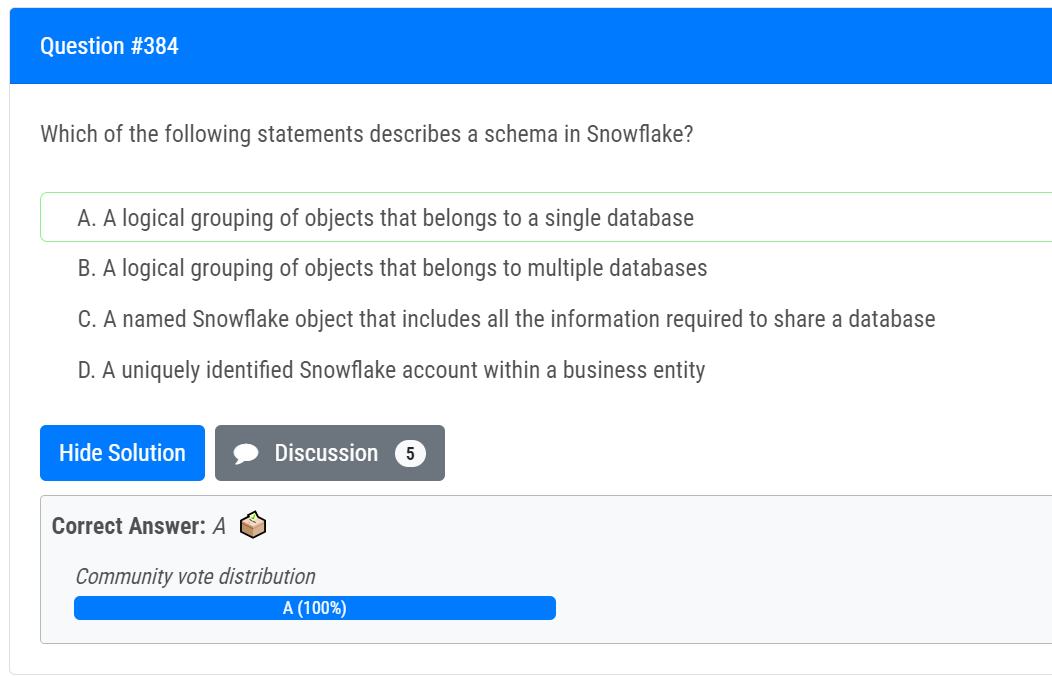 Question #384
Which of the following statements describes a schema in Snowflake?
A. A logical grouping of objects that belongs to a single database
B. A logical grouping of objects that belongs to multiple databases
C. A named Snowflake object that includes all the information required to share a database
D. A uniquely identified Snowflake account within a business entity
Hide Solution Discussion 5
Correct Answer: A
Community vote distribution
A (100%)